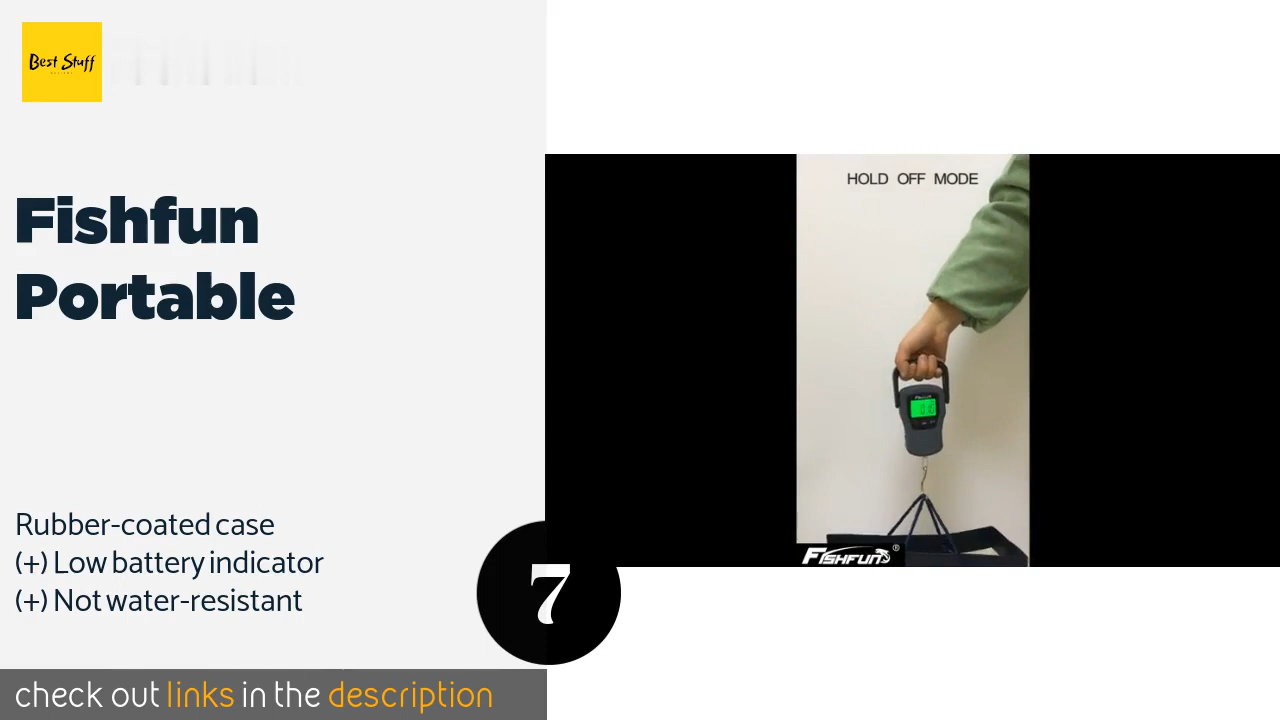 Best Stuff
Fishfun
Portable
Rubber-coated case
(+) Low battery indicator
(+) Not water-resistant
check out links in the description
7
HOLD OFF MODE
FISHFUN®